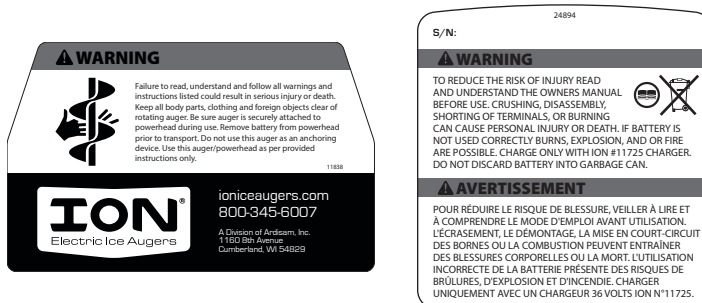 WARNING
Failure to read, understand and follow all warnings and
instructions listed could result in serious injury or death.
Keep all body parts, clothing and foreign objects clear of
rotating auger. Be sure auger is securely attached to
powerhead during use. Remove battery from powerhead
prior to transport. Do not use this auger as an anchoring
device. Use this auger/powerhead as per provided
instructions only.
11838
ION®
Electric Ice Augers
ioniceaugers.com
800-345-6007
A Division of Ardisam, Inc.
1160 8th Avenue
Cumberland, WI 54829
24894
S/N:
WARNING
TO REDUCE THE RISK OF INJURY READ
AND UNDERSTAND THE OWNERS MANUAL
BEFORE USE. CRUSHING, DISASSEMBLY,
SHORTING OF TERMINALS, OR BURNING
CAN CAUSE PERSONAL INJURY OR DEATH. IF BATTERY IS
NOT USED CORRECTLY BURNS, EXPLOSION, AND OR FIRE
ARE POSSIBLE. CHARGE ONLY WITH ION #11725 CHARGER.
DO NOT DISCARD BATTERY INTO GARBAGE CAN.
AVERTISSEMENT
POUR RÉDUIRE LE RISQUE DE BLESSURE, VEILLER À LIRE ET
À COMPRENDRE LE MODE D'EMPLOI AVANT UTILISATION.
L'ÉCRASEMENT, LE DÉMONTAGE, LA MISE EN COURT-CIRCUIT
DES BORNES OU LA COMBUSTION PEUVENT ENTRAÎNER
DES BLESSURES CORPORELLES OU LA MORT. L'UTILISATION
INCORRECTE DE LA BATTERIE PRÉSENTE DES RISQUES DE
BRÛLURES, D'EXPLOSION ET D'INCENDIE. CHARGER
UNIQUEMENT AVEC UN CHARGEUR 36 VOLTS ION N°11725.